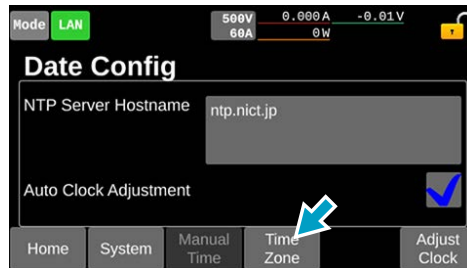 Mode LAN 500V 0.000A -0.01V
60A 0W
Date Config
NTP Server Hostname ntp.nict.jp
Auto Clock Adjustment
Home System Manual Time Time Zone Adjust Clock